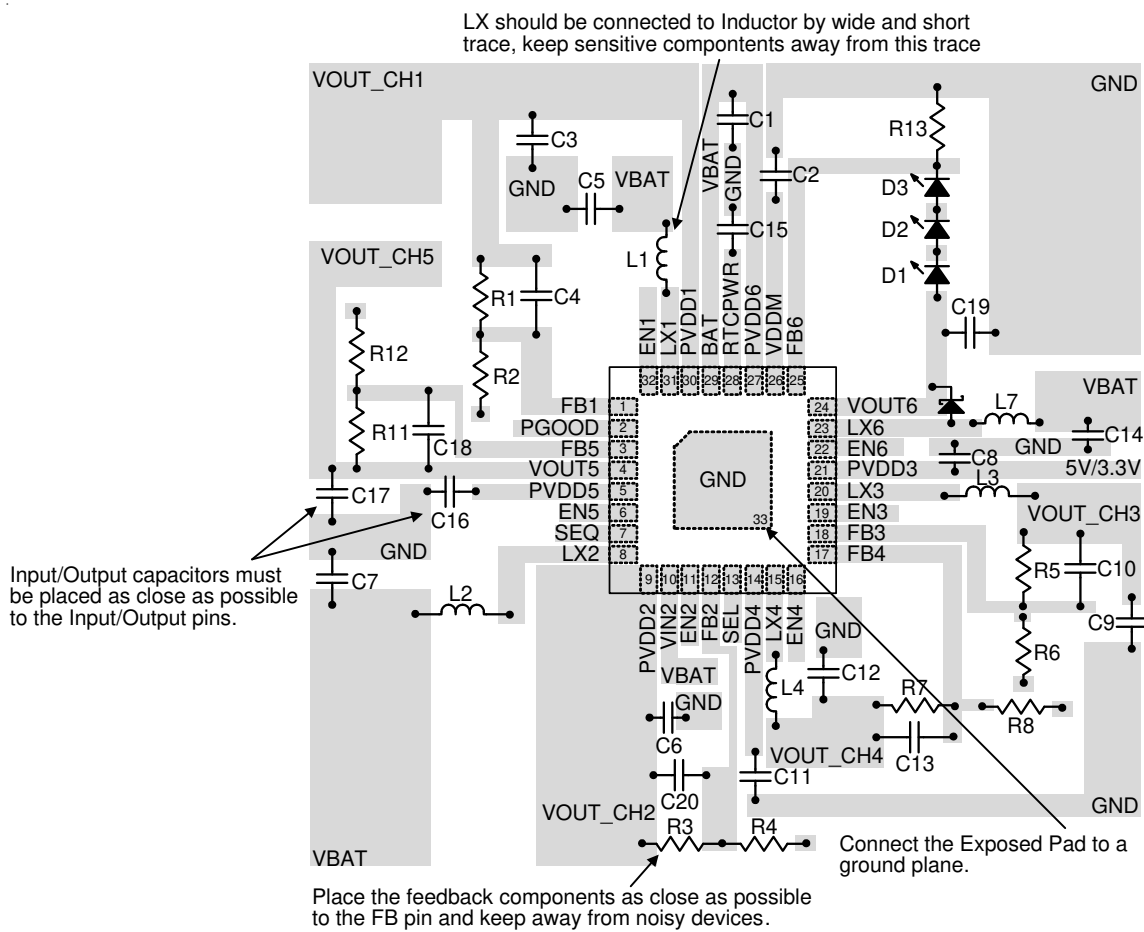 LX should be connected to Inductor by wide and short
trace, keep sensitive compontents away from this trace
VOUT_CH1
GND
C1
R13
C3
VBAT
GND
C2
GND
C5
VBAT
D3
C15
D2
VOUT_CH5
L1
D1
R1
C4
C19
EN1
LX1
PVDD1
BAT
RTCPWR
PVDD6
VDDM
FB6
R12
R2
32
31
30
29
28
27
26
25
VBAT
FB1
1
24
VOUT6
L7
PGOOD
2
23
LX6
R11
C18
FB5
3
22
EN6
GND
C14
C8
VOUT5
4
21
PVDD3
5V/3.3V
GND
C17
C16
PVDD5
5
20
LX3
L3
EN5
6
19
EN3
VOUT_CH3
33
SEQ
7
18
FB3
GND
LX2
8
17
FB4
Input/Output capacitors must
be placed as close as possible
to the Input/Output pins.
C7
R5
C10
9
10
11
12
13
14
15
16
L2
PVDD2
VIN2
EN2
FB2
SEL
PVDD4
LX4
EN4
GND
C9
R6
VBAT
C12
L4
R7
GND
R8
C6
VOUT_CH4
C13
C11
C20
VOUT_CH2
GND
R3
R4
VBAT
Connect the Exposed Pad to a
ground plane.
Place the feedback components as close as possible
to the FB pin and keep away from noisy devices.